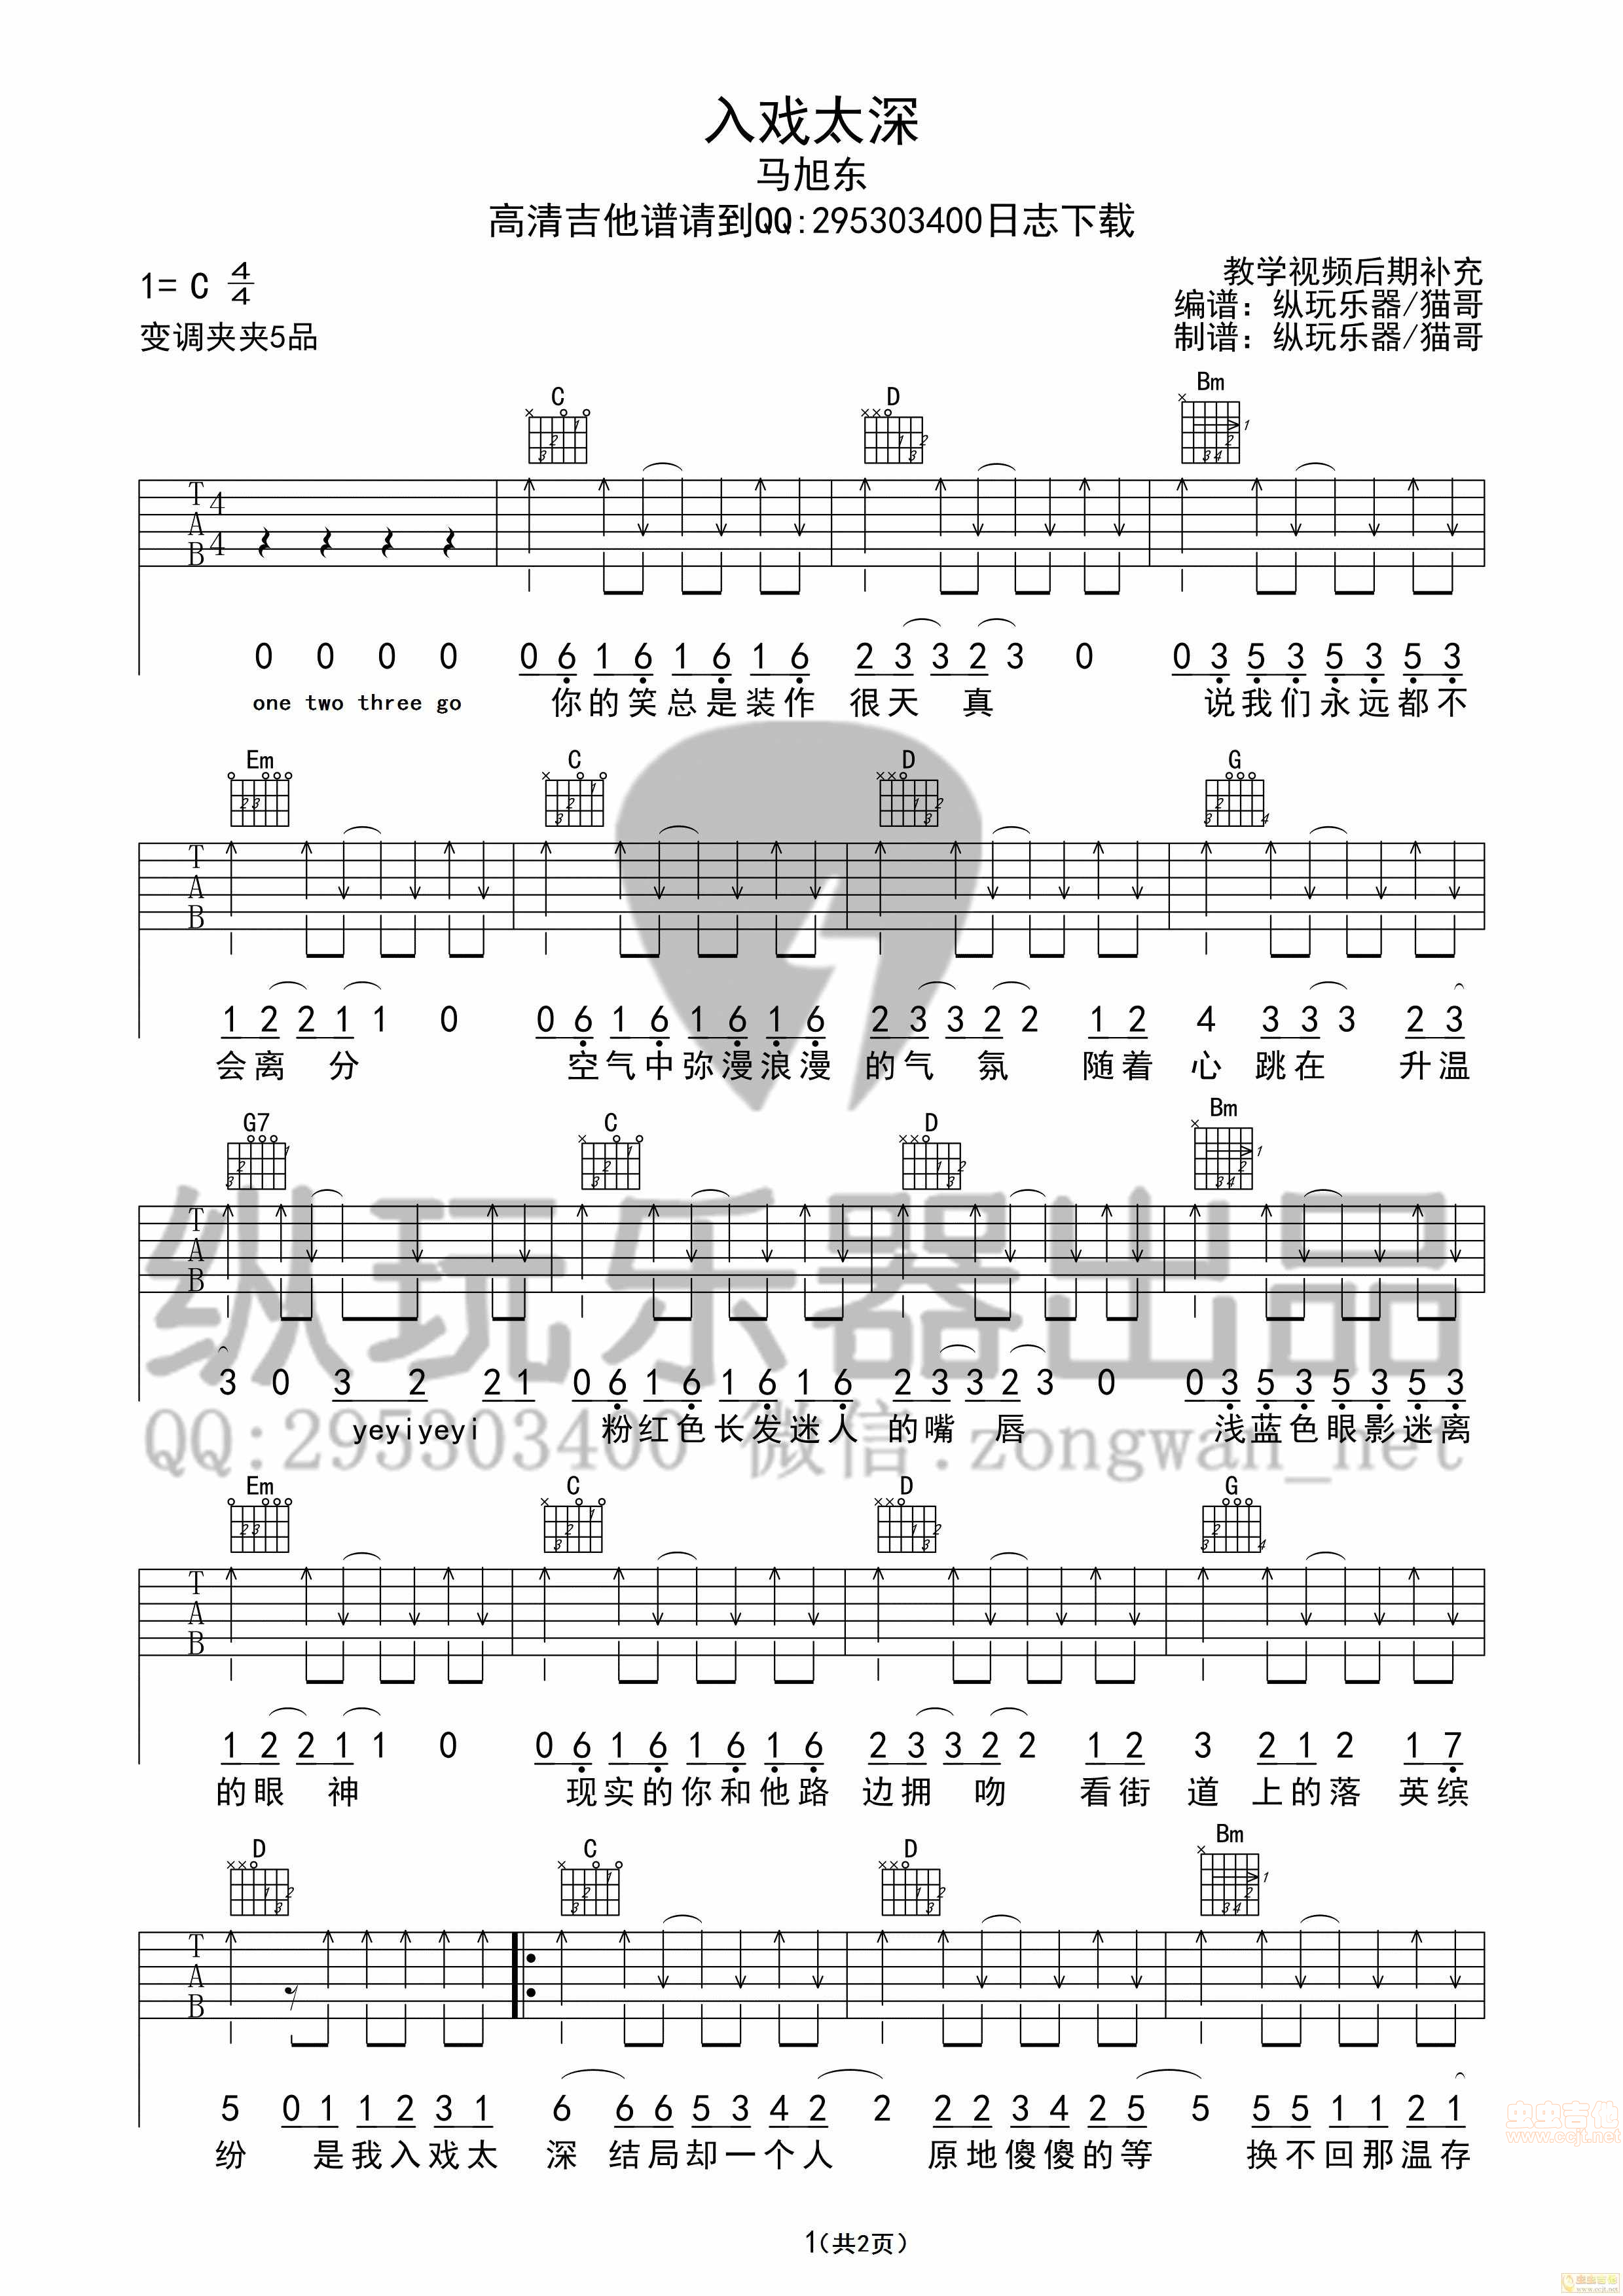 入戏太深
马旭东
高清吉他谱请到QQ:295303400日志下载
1= C 4/4
教学视频后期补充
编谱：纵玩乐器/猫哥
变调夹夹5品
制谱：纵玩乐器/猫哥
C D Bm
TAB 4/4
0 0 0 0 0 6 1 6 1 6 1 6 2 3 3 2 3 0 0 3 5 3 5 3 5 3
one two three go 你的笑总是装作 很天 真 说我们永远都不
Em C D G
TAB
1 2 2 1 1 0 0 6 1 6 1 6 1 6 2 3 3 2 2 1 2 4 3 3 3 2 3
会离 分 空气中弥漫浪漫 的气 氛 随着 心 跳在 升温
G7 C D Bm
TAB
3 0 3 2 2 1 0 6 1 6 1 6 1 6 2 3 3 2 3 0 0 3 5 3 5 3 5 3
yeyiyeyi 粉红色长发迷人 的嘴 唇 浅蓝色眼影迷离
纵玩乐器出品
QQ:295303400 微信:zongwan_net
Em C D G
TAB
1 2 2 1 1 0 0 6 1 6 1 6 1 6 2 3 3 2 2 1 2 3 2 1 2 1 7
的眼 神 现实的你和他路 边拥 吻 看街 道 上的落 英缤
D C D Bm
TAB
5 0 1 1 2 3 1 6 6 6 5 3 4 2 2 2 2 3 4 2 5 5 5 5 1 1 2 1
纷 是我入戏太 深 结局却一个人 原地傻傻的等 换不回那温存
虫虫吉他
www.ccjt.net
1(共2页)
虫虫吉他
www.ccjt.net